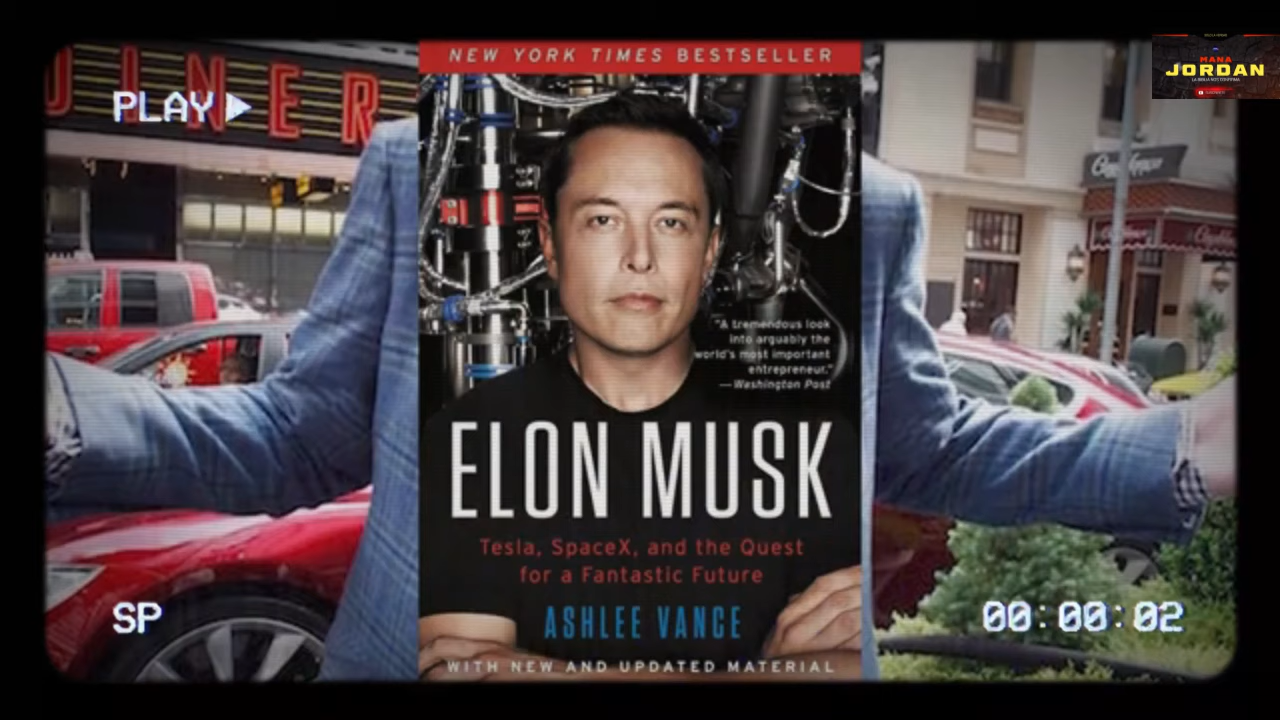 NEW YORK TIMES BESTSELLER
DINER
PLAY
MANA
JORDAN
"A tremendous look
into arguably the
world's most important
entrepreneur."
—Washington Post
ELON MUSK
Tesla, SpaceX, and the Quest
for a Fantastic Future
ASHLEE VANCE
SP
00:00:02
WITH NEW AND UPDATED MATERIAL